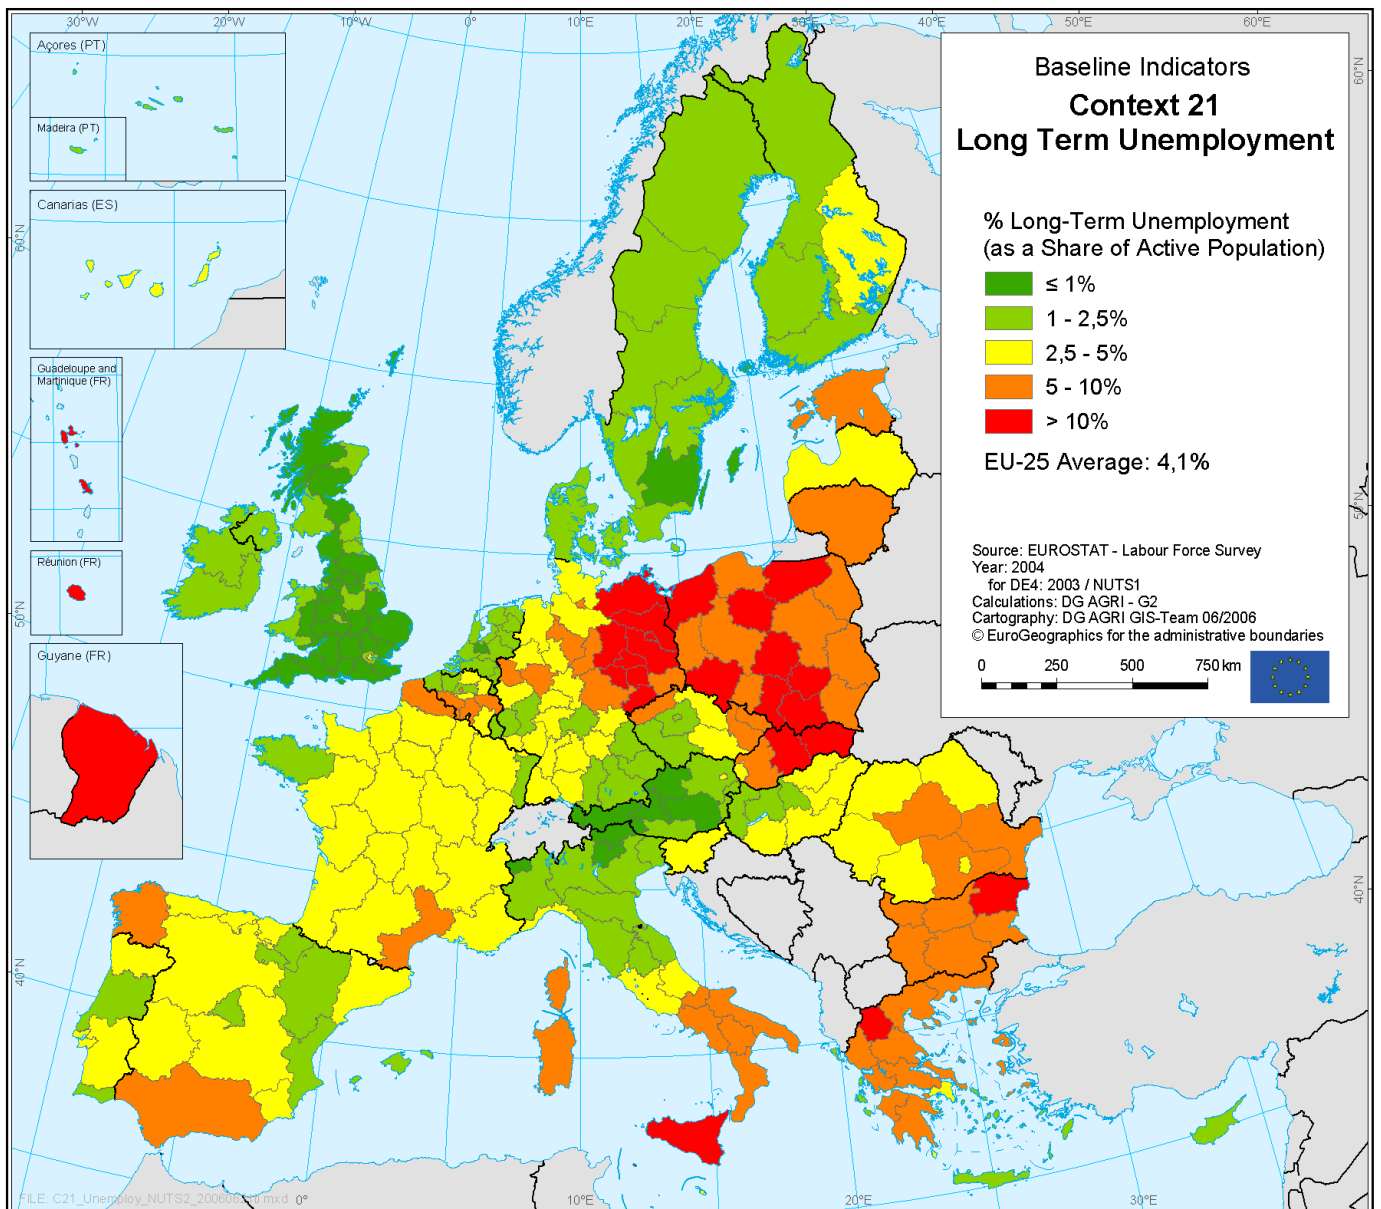 30°W
20°W
10°W
0°
10°E
20°E
30°E
40°E
50°E
60°E
Açores (PT)
Madeira (PT)
Canarias (ES)
Guadeloupe and
Martinique (FR)
Réunion (FR)
Guyane (FR)
Baseline Indicators
Context 21
Long Term Unemployment
% Long-Term Unemployment
(as a Share of Active Population)
≤ 1%
1 - 2,5%
2,5 - 5%
5 - 10%
> 10%
EU-25 Average: 4,1%
Source: EUROSTAT - Labour Force Survey
Year: 2004
for DE4: 2003 / NUTS1
Calculations: DG AGRI - G2
Cartography: DG AGRI GIS-Team 06/2006
© EuroGeographics for the administrative boundaries
0 250 500 750 km
60°N
50°N
40°N
60°N
50°N
40°N
0°
10°E
20°E
30°E